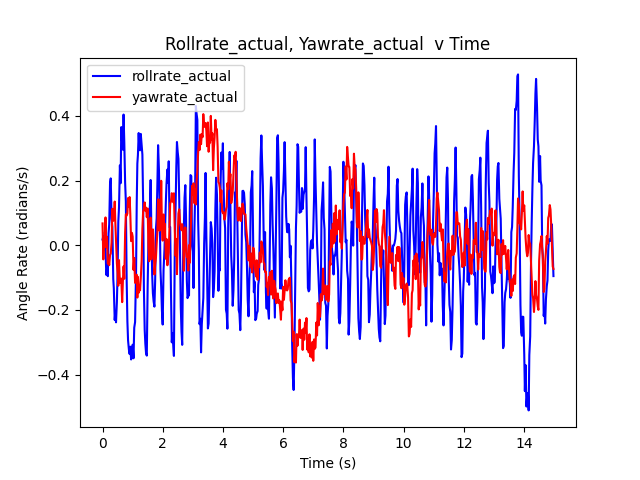 Rollrate_actual, Yawrate_actual  v Time
rollrate_actual
yawrate_actual
Angle Rate (radians/s)
0.4
0.2
0.0
−0.2
−0.4
0 2 4 6 8 10 12 14
Time (s)